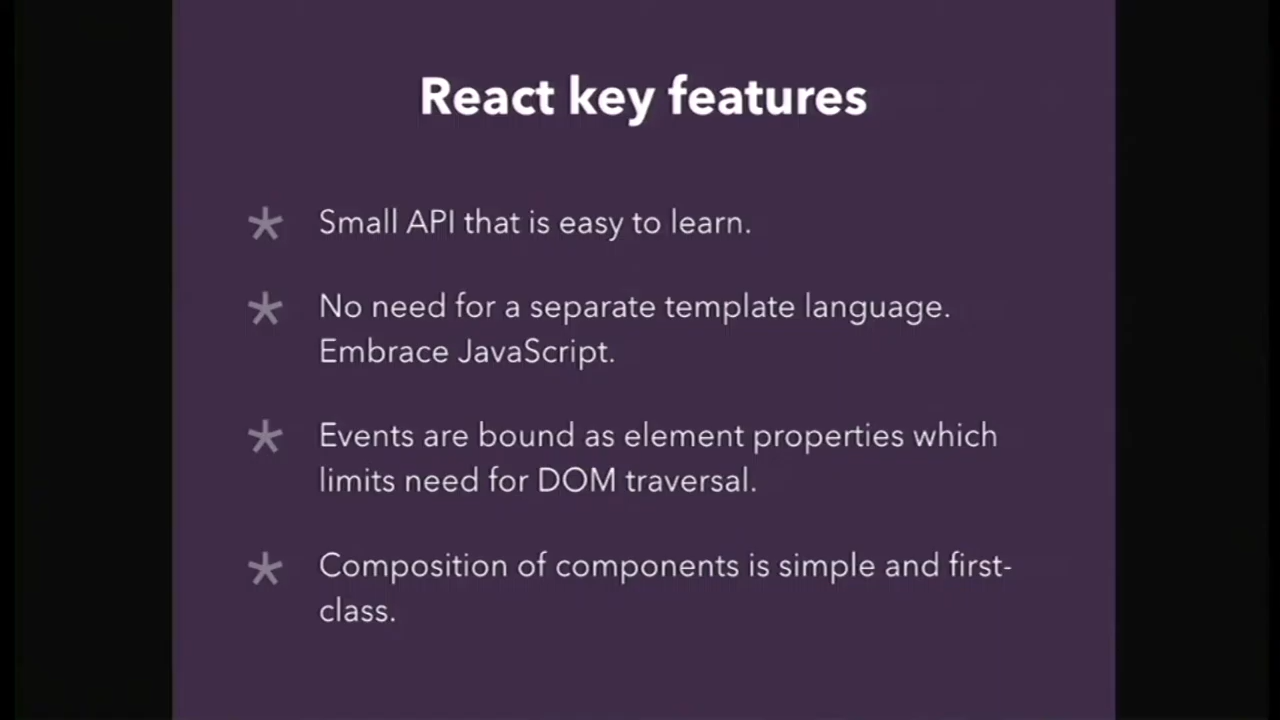 React key features
* Small API that is easy to learn.
* No need for a separate template language.
Embrace JavaScript.
* Events are bound as element properties which
limits need for DOM traversal.
* Composition of components is simple and first-
class.